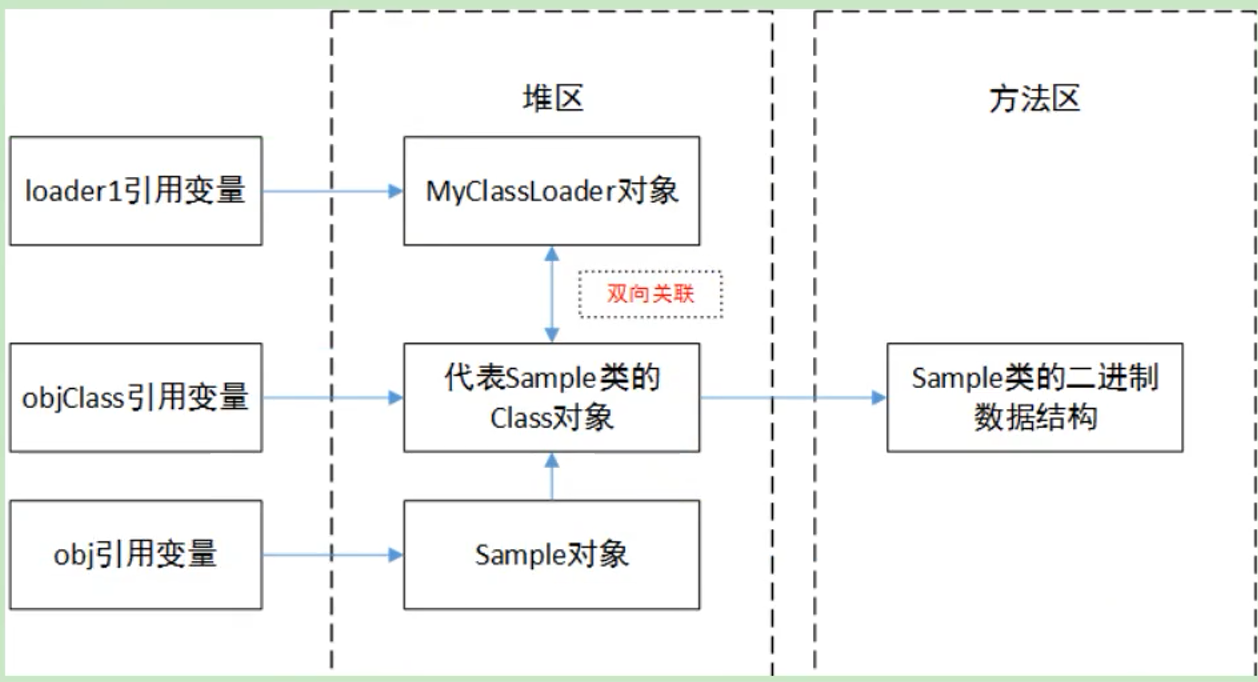 堆区
方法区
loader1引用变量
MyClassLoader对象
双向关联
objClass引用变量
代表Sample类的
Class对象
Sample类的二进制
数据结构
obj引用变量
Sample对象